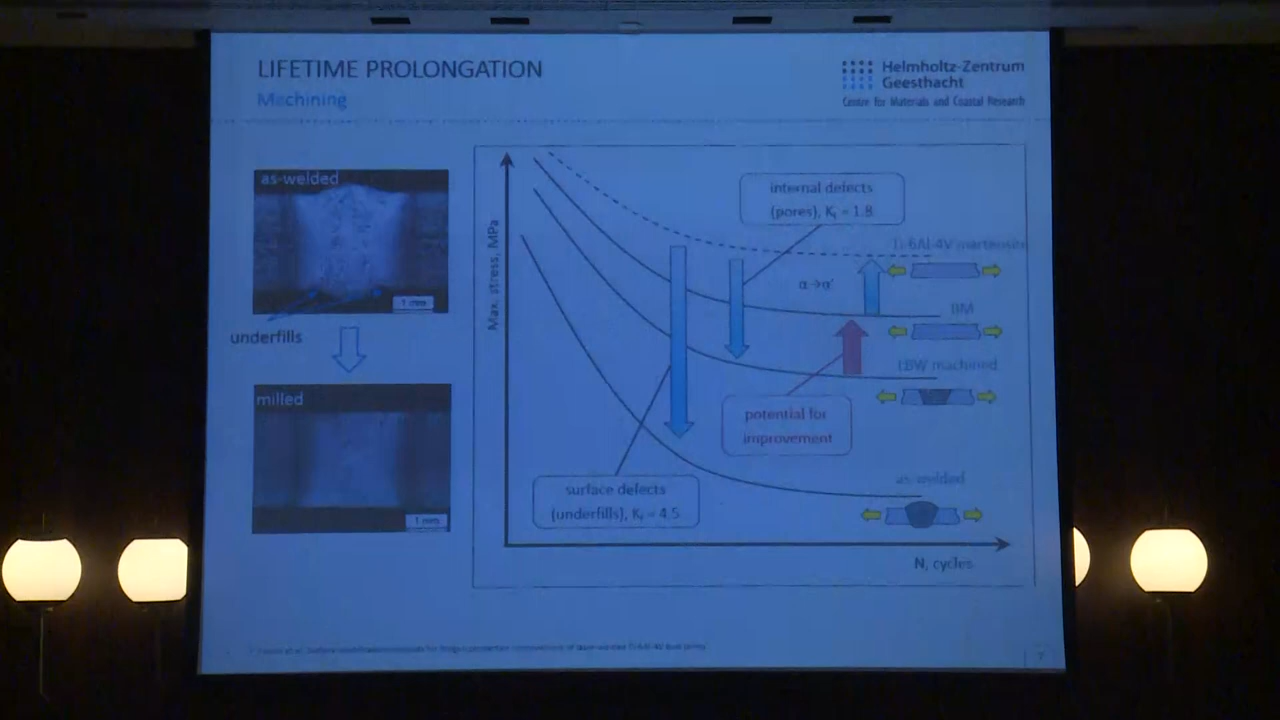 LIFETIME PROLONGATION
Machining
Helmholtz-Zentrum
Geesthacht
Centre for Materials and Coastal Research
as-welded
1 mm
underfills
milled
1 mm
Max. stress, MPa
internal defects
(pores), Kt = 1.8
Ti-6Al-4V martensite
α→α'
BM
LBW machined
potential for
improvement
as-welded
surface defects
(underfills), Kt = 4.5
N, cycles
7